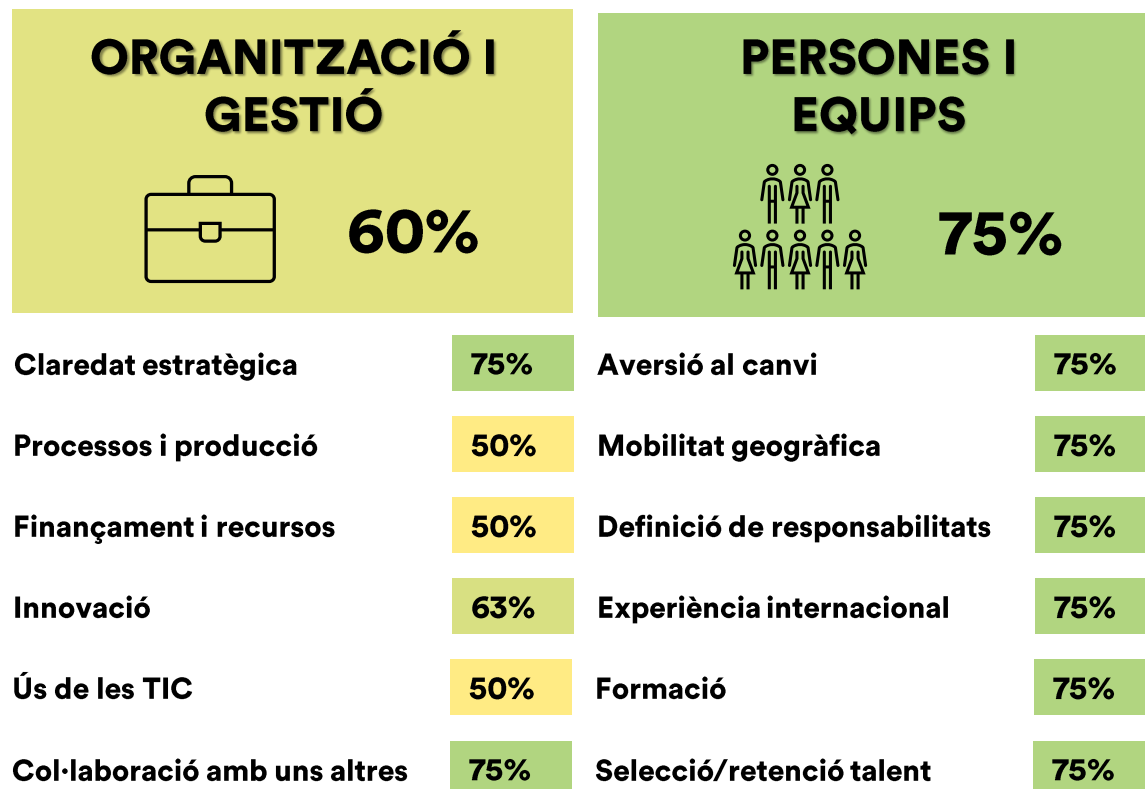 ORGANITZACIÓ I
GESTIÓ
60%
Claredat estratègica 75%
Processos i producció 50%
Finançament i recursos 50%
Innovació 63%
Ús de les TIC 50%
Col·laboració amb uns altres 75%
PERSONES I
EQUIPS
75%
Aversió al canvi 75%
Mobilitat geogràfica 75%
Definició de responsabilitats 75%
Experiència internacional 75%
Formació 75%
Selecció/retenció talent 75%